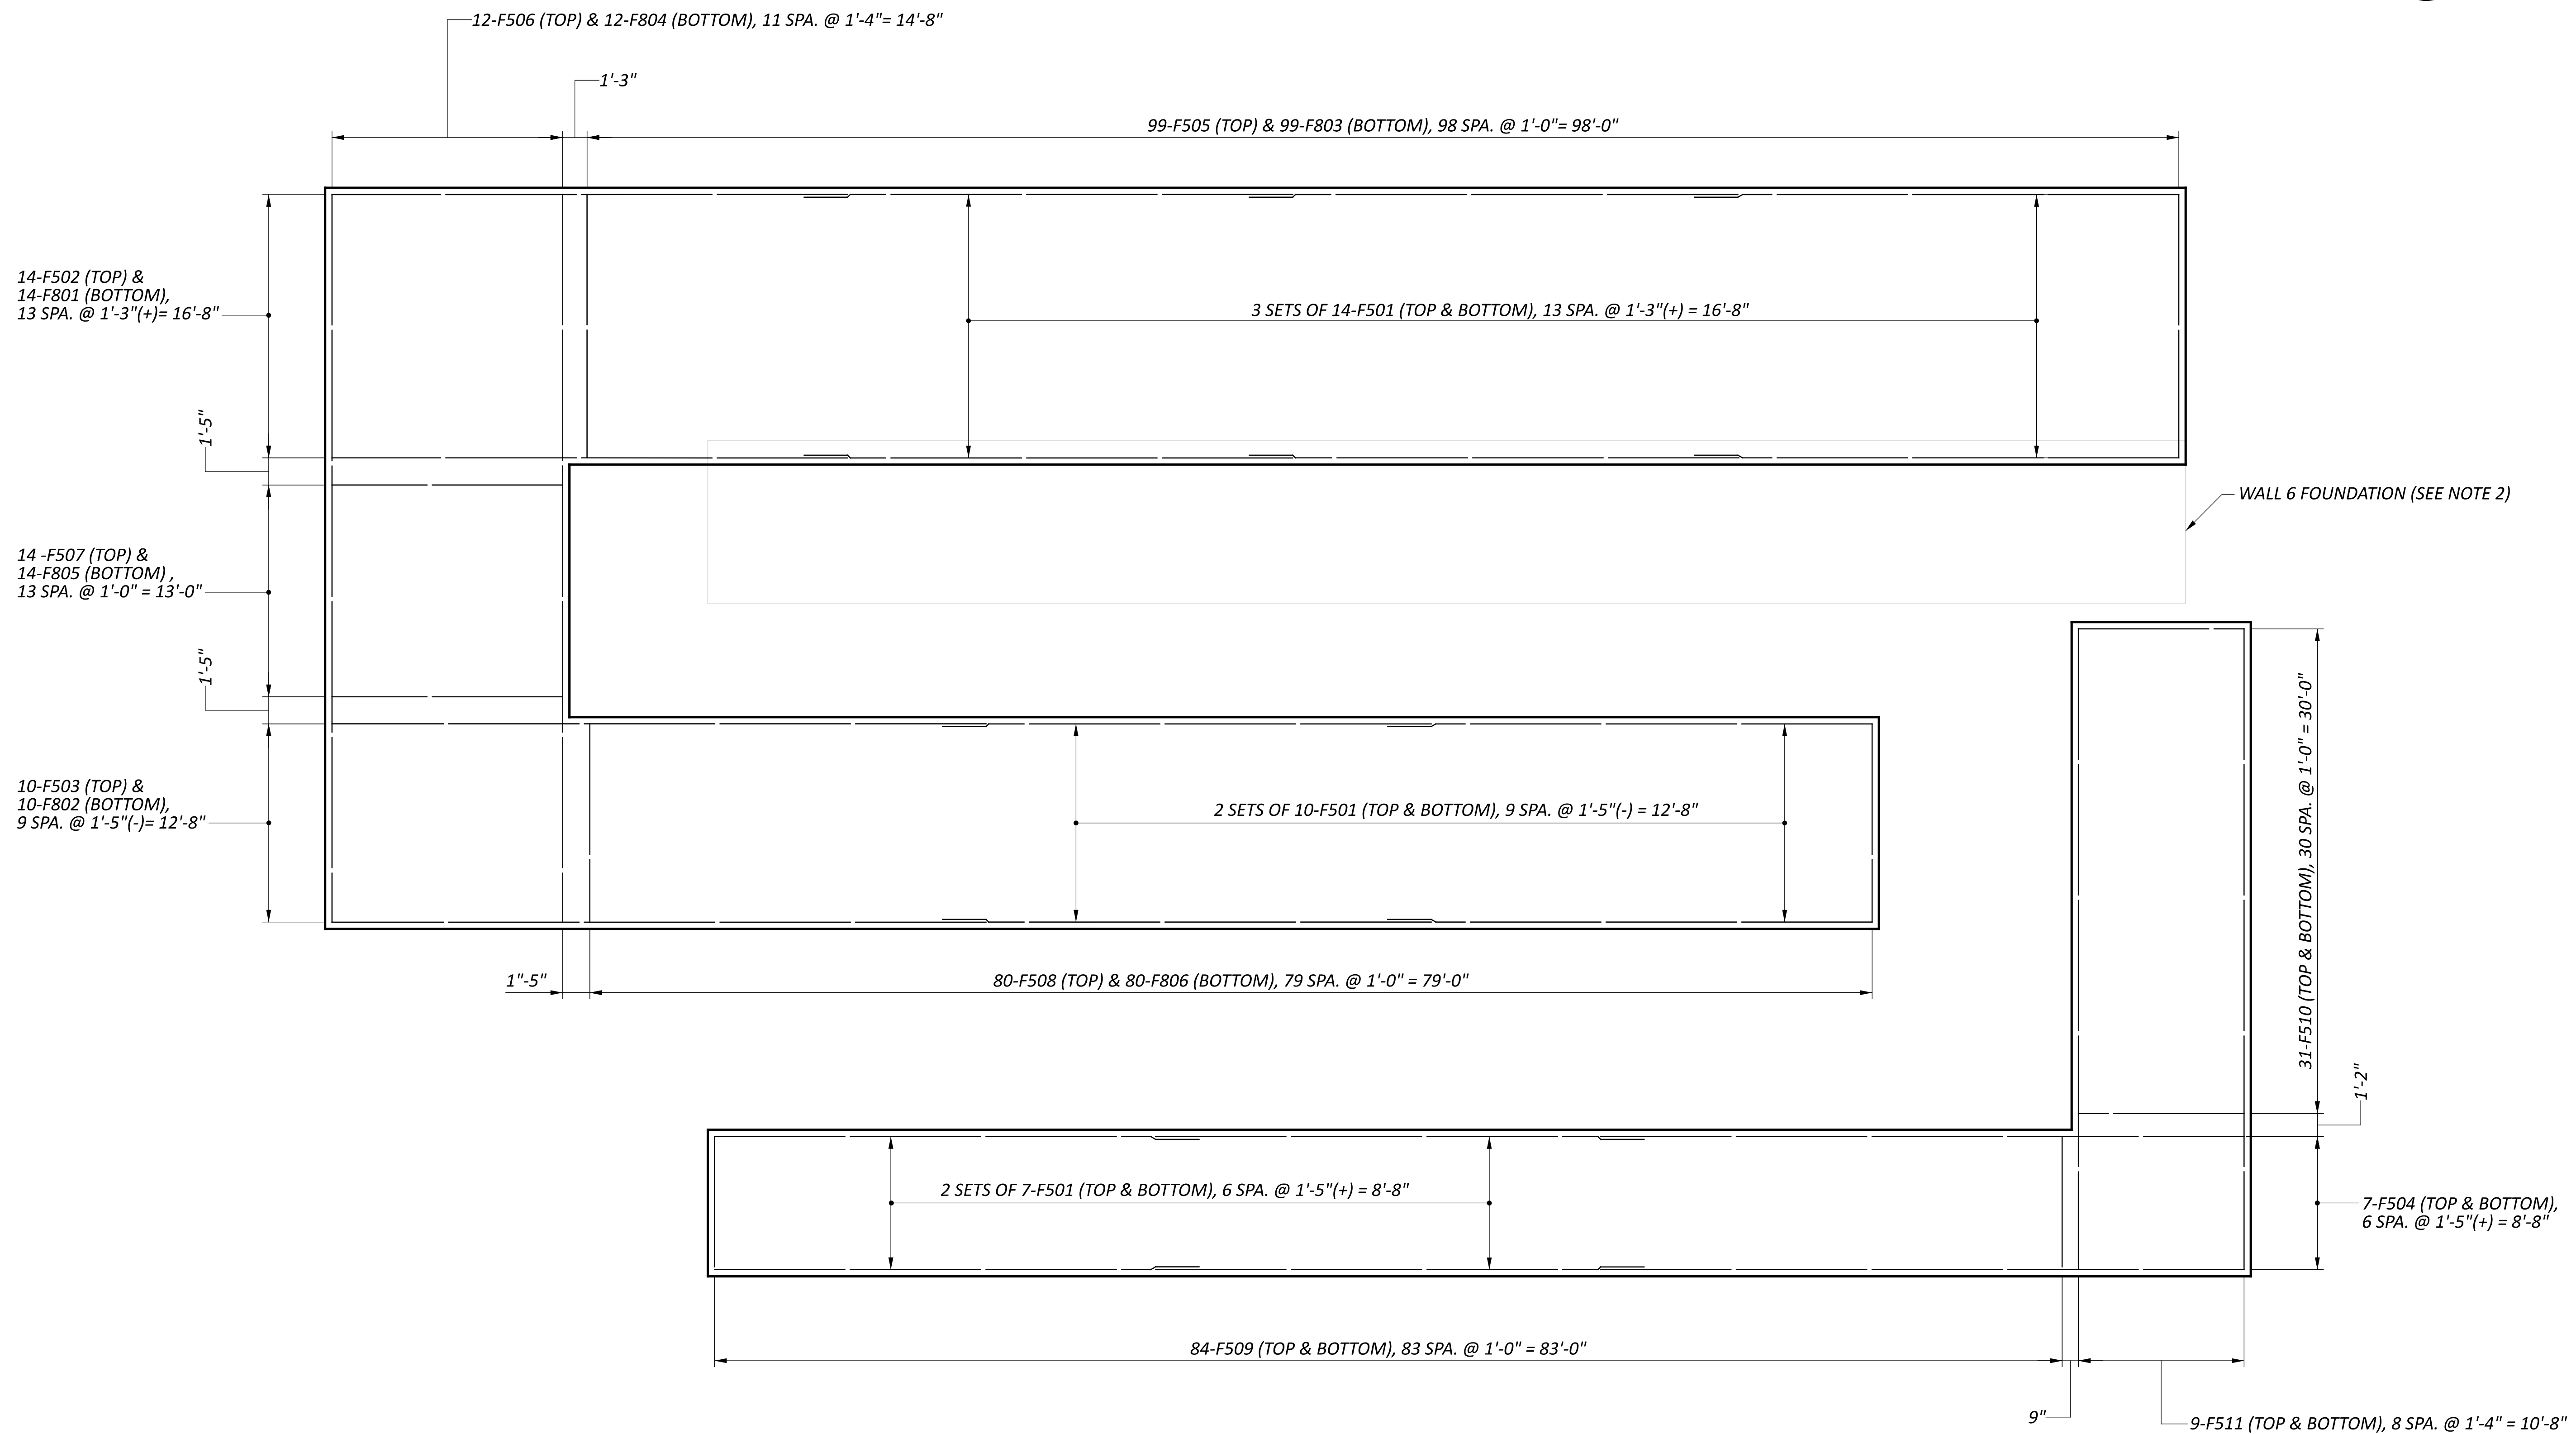 12-F506 (TOP) & 12-F804 (BOTTOM), 11 SPA. @ 1'-4"= 14'-8"
1'-3"
99-F505 (TOP) & 99-F803 (BOTTOM), 98 SPA. @ 1'-0"= 98'-0"
14-F502 (TOP) &
14-F801 (BOTTOM),
13 SPA. @ 1'-3"(+)= 16'-8"
3 SETS OF 14-F501 (TOP & BOTTOM), 13 SPA. @ 1'-3"(+) = 16'-8"
1'-5"
WALL 6 FOUNDATION (SEE NOTE 2)
14 -F507 (TOP) &
14-F805 (BOTTOM) ,
13 SPA. @ 1'-0" = 13'-0"
1'-5"
10-F503 (TOP) &
10-F802 (BOTTOM),
9 SPA. @ 1'-5"(-)= 12'-8"
2 SETS OF 10-F501 (TOP & BOTTOM), 9 SPA. @ 1'-5"(-) = 12'-8"
31-F510 (TOP & BOTTOM), 30 SPA. @ 1'-0" = 30'-0"
1"-5"
80-F508 (TOP) & 80-F806 (BOTTOM), 79 SPA. @ 1'-0" = 79'-0"
1'-2"
2 SETS OF 7-F501 (TOP & BOTTOM), 6 SPA. @ 1'-5"(+) = 8'-8"
7-F504 (TOP & BOTTOM),
6 SPA. @ 1'-5"(+) = 8'-8"
84-F509 (TOP & BOTTOM), 83 SPA. @ 1'-0" = 83'-0"
9"
9-F511 (TOP & BOTTOM), 8 SPA. @ 1'-4" = 10'-8"